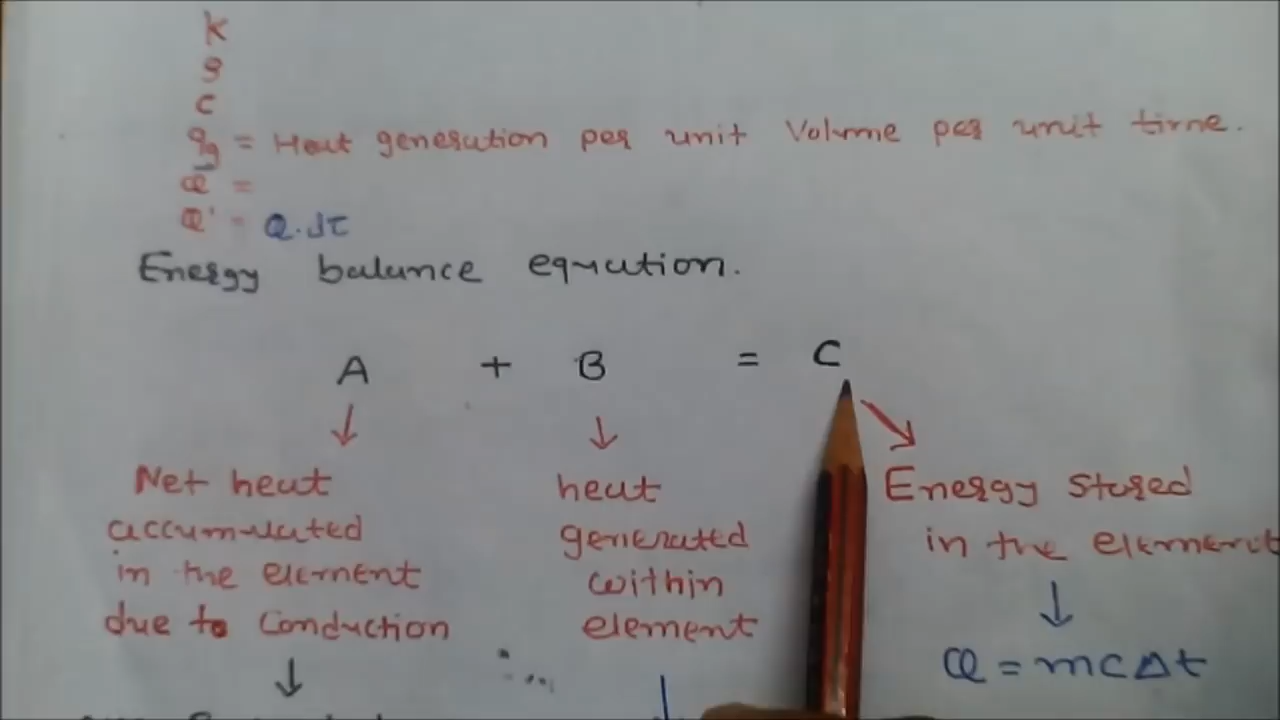 K
ρ
C
qg = Heat generation per unit Volume per unit time.
Q =
Q' = Q.dτ
Energy balance equation.
A + B = C
↓ ↓ ↘
Net heat
accumulated
in the element
due to Conduction
↓
heat
generated
within
element
Energy stored
in the element
↓
Q = mcΔt